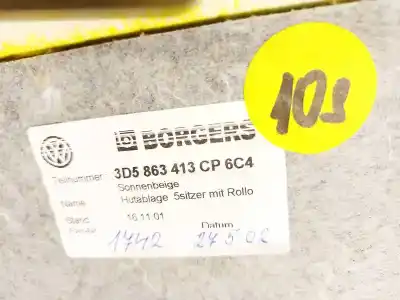 BORGERS
Teilnummer 3D5 863 413 CP 6C4
Sonnenbeige
Name Hutablage 5sitzer mit Rollo
Stand 16.11.01 Datum
1742 27 5 02